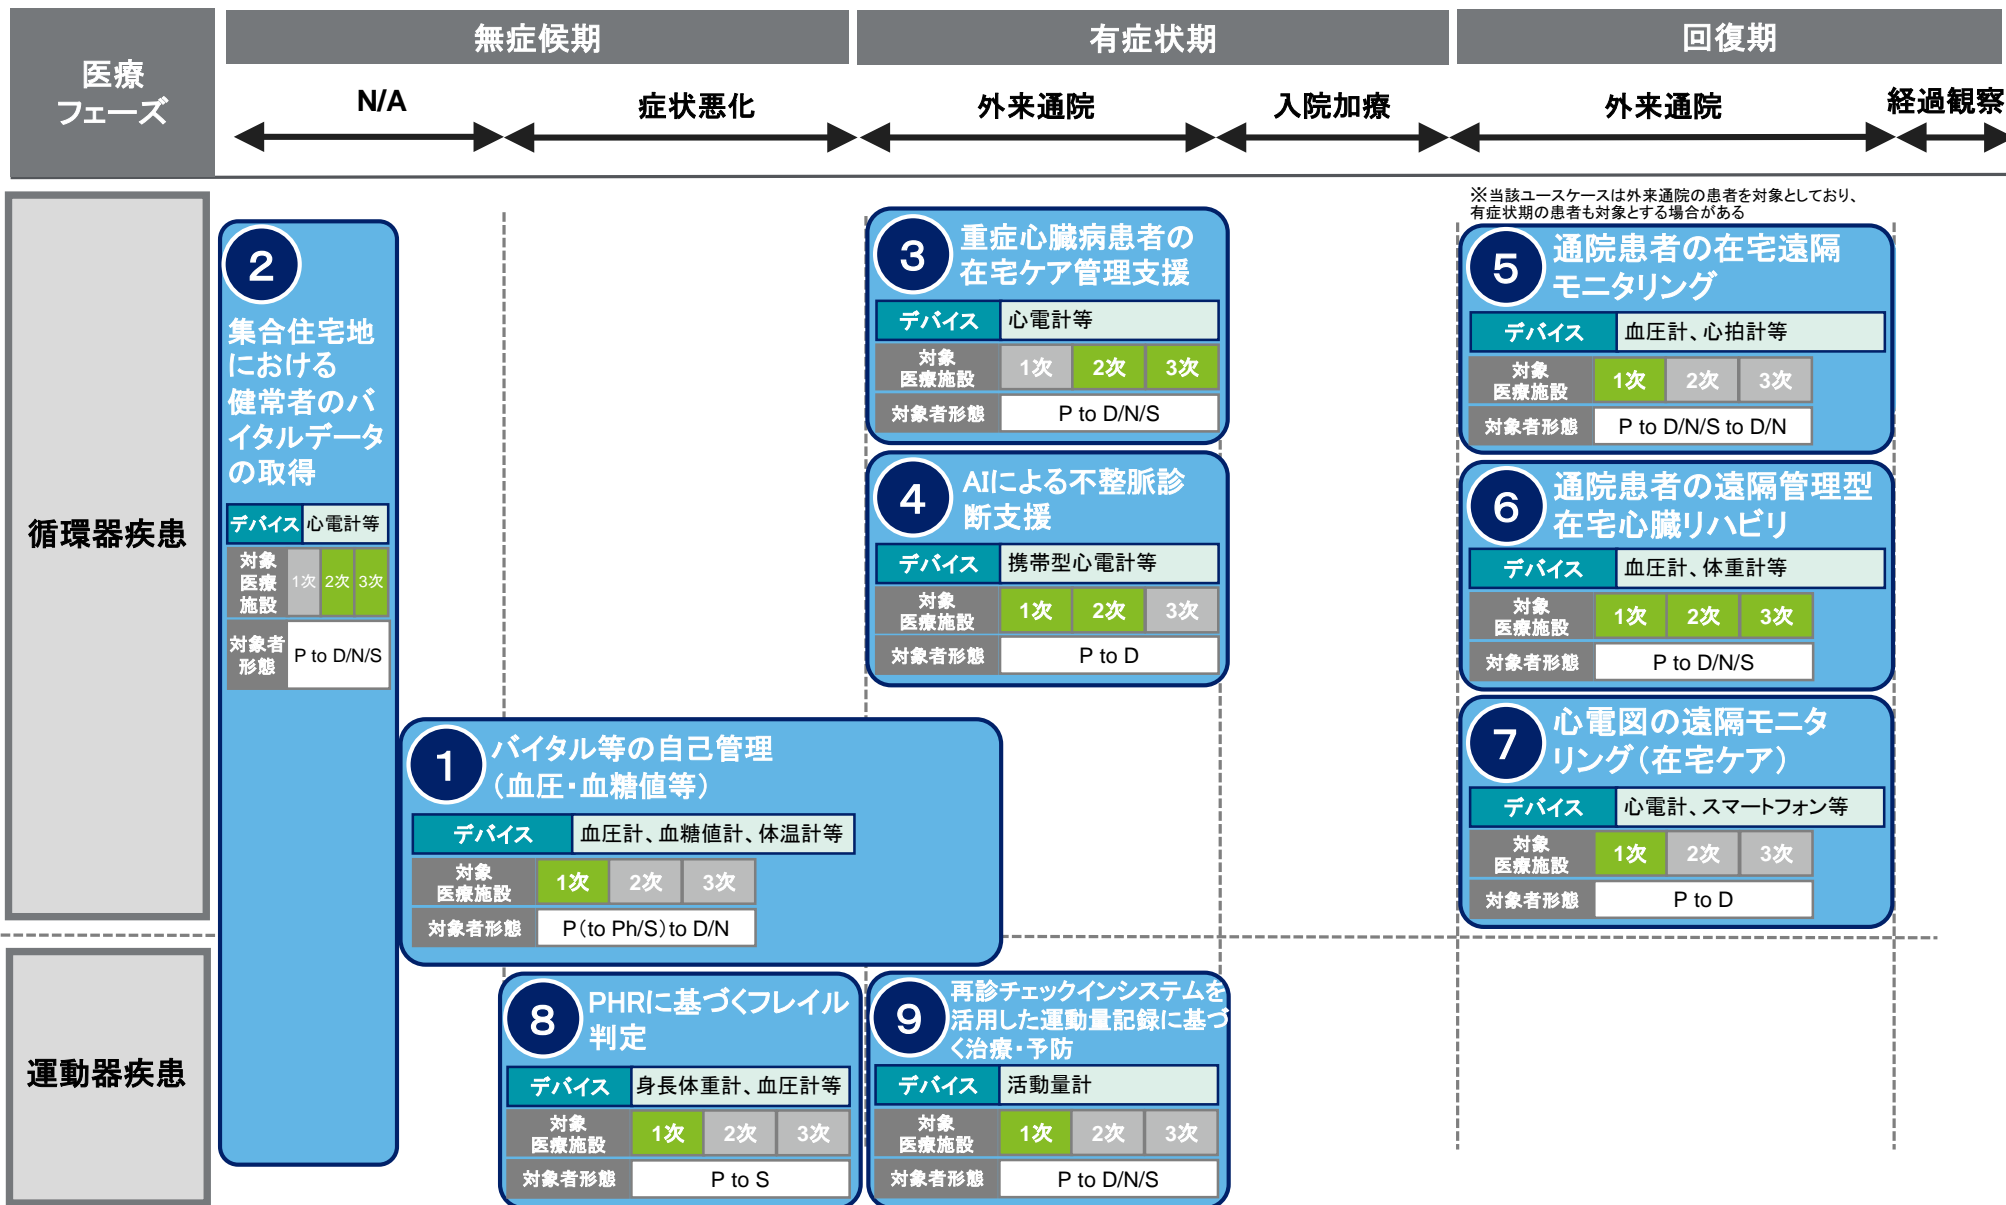 医療
フェーズ
無症候期
有症状期
回復期
N/A
症状悪化
外来通院
入院加療
外来通院
経過観察
循環器疾患
2
集合住宅地
における
健常者のバ
イタルデータ
の取得
デバイス 心電計等
対象
医療
施設
1次 2次 3次
対象者
形態
P to D/N/S
1
バイタル等の自己管理
（血圧・血糖値等）
デバイス 血圧計、血糖値計、体温計等
対象
医療施設
1次 2次 3次
対象者形態 P（to Ph/S）to D/N
3
重症心臓病患者の
在宅ケア管理支援
デバイス 心電計等
対象
医療施設
1次 2次 3次
対象者形態 P to D/N/S
4
AIによる不整脈診
断支援
デバイス 携帯型心電計等
対象
医療施設
1次 2次 3次
対象者形態 P to D
※当該ユースケースは外来通院の患者を対象としており、
有症状期の患者も対象とする場合がある
5
通院患者の在宅遠隔
モニタリング
デバイス 血圧計、心拍計等
対象
医療施設
1次 2次 3次
対象者形態 P to D/N/S to D/N
6
通院患者の遠隔管理型
在宅心臓リハビリ
デバイス 血圧計、体重計等
対象
医療施設
1次 2次 3次
対象者形態 P to D/N/S
7
心電図の遠隔モニタ
リング（在宅ケア）
デバイス 心電計、スマートフォン等
対象
医療施設
1次 2次 3次
対象者形態 P to D
運動器疾患
8
PHRに基づくフレイル
判定
デバイス 身長体重計、血圧計等
対象
医療施設
1次 2次 3次
対象者形態 P to S
9
再診チェックインシステムを
活用した運動量記録に基づ
く治療・予防
デバイス 活動量計
対象
医療施設
1次 2次 3次
対象者形態 P to D/N/S